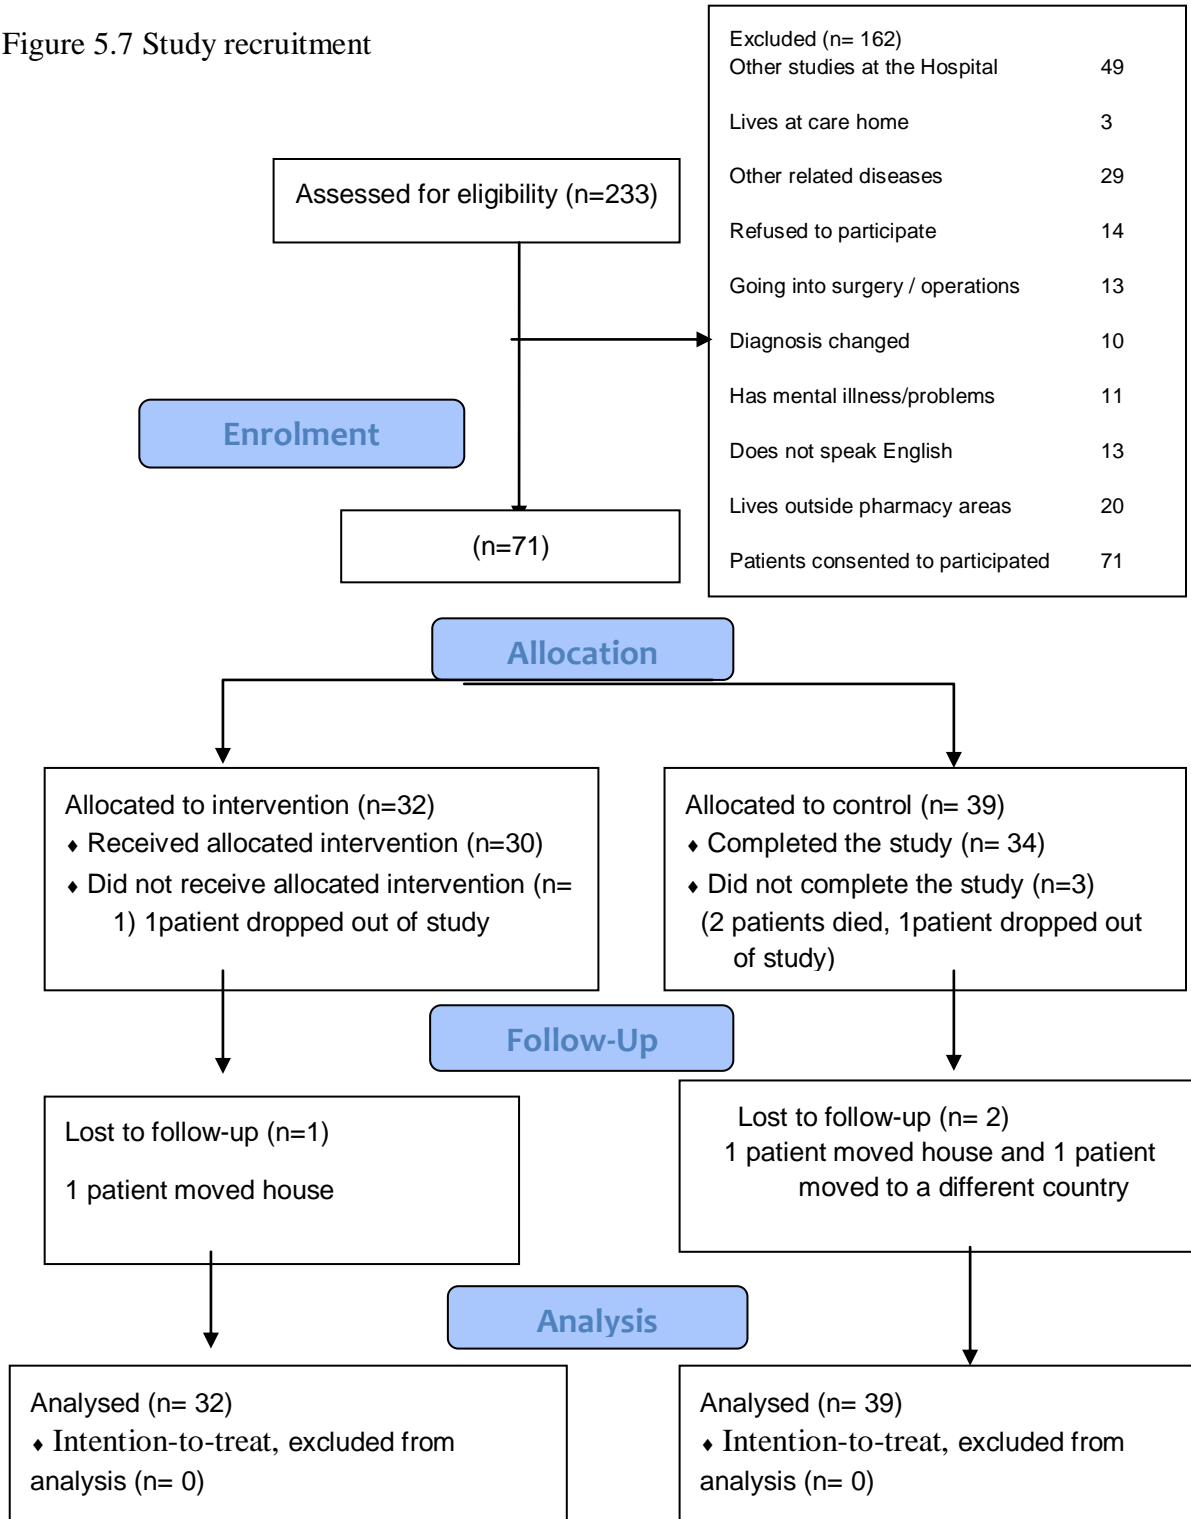 Figure 5.7 Study recruitment
Excluded (n= 162)
Other studies at the Hospital 49
Lives at care home 3
Other related diseases 29
Refused to participate 14
Going into surgery / operations 13
Diagnosis changed 10
Has mental illness/problems 11
Does not speak English 13
Lives outside pharmacy areas 20
Patients consented to participated 71
Assessed for eligibility (n=233)
Enrolment
(n=71)
Allocation
Allocated to intervention (n=32)
♦ Received allocated intervention (n=30)
♦ Did not receive allocated intervention (n=
1) 1patient dropped out of study
Allocated to control (n= 39)
♦ Completed the study (n= 34)
♦ Did not complete the study (n=3)
(2 patients died, 1patient dropped out
of study)
Follow-Up
Lost to follow-up (n=1)
1 patient moved house
Lost to follow-up (n= 2)
1 patient moved house and 1 patient
moved to a different country
Analysis
Analysed (n= 32)
♦ Intention-to-treat, excluded from
analysis (n= 0)
Analysed (n= 39)
♦ Intention-to-treat, excluded from
analysis (n= 0)